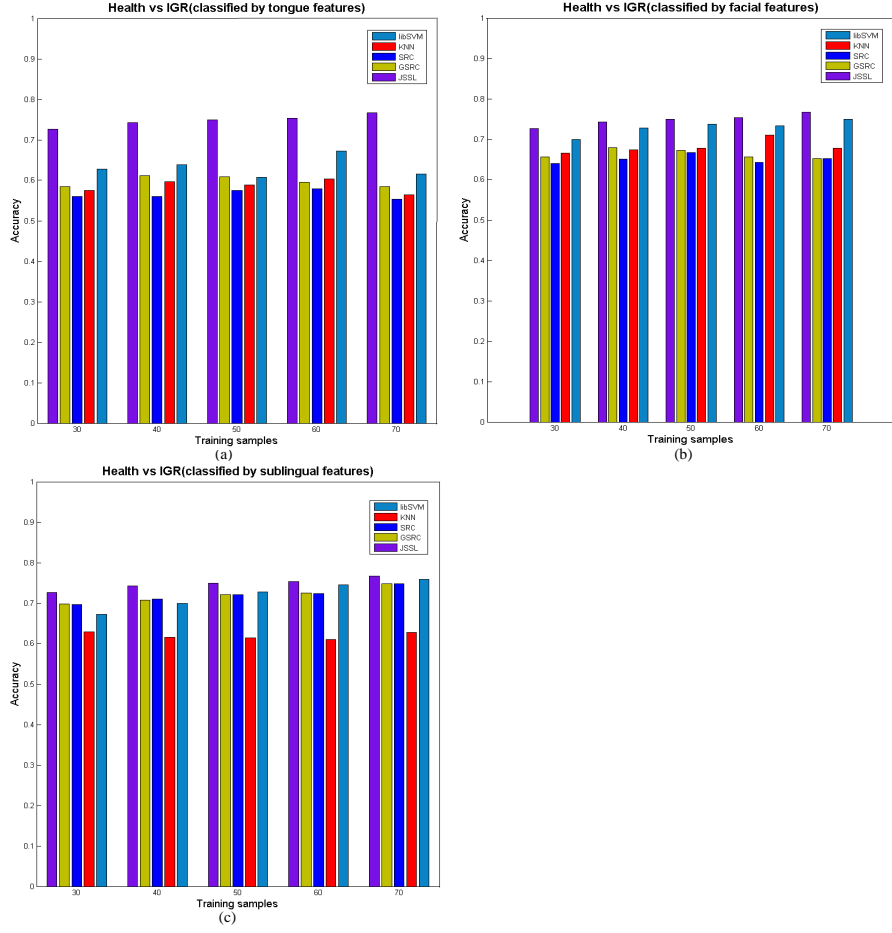 Health vs IGR(classified by tongue features)
1
0.9
0.8
0.7
0.6
0.5
0.4
0.3
0.2
0.1
0
Accuracy
libSVM
KNN
SRC
GSRC
JSSL
30
40
50
60
70
Training samples
(a)
Health vs IGR(classified by facial features)
1
0.9
0.8
0.7
0.6
0.5
0.4
0.3
0.2
0.1
0
Accuracy
libSVM
KNN
SRC
GSRC
JSSL
30
40
50
60
70
Training samples
(b)
Health vs IGR(classified by sublingual features)
1
0.9
0.8
0.7
0.6
0.5
0.4
0.3
0.2
0.1
0
Accuracy
libSVM
KNN
SRC
GSRC
JSSL
30
40
50
60
70
Training samples
(c)